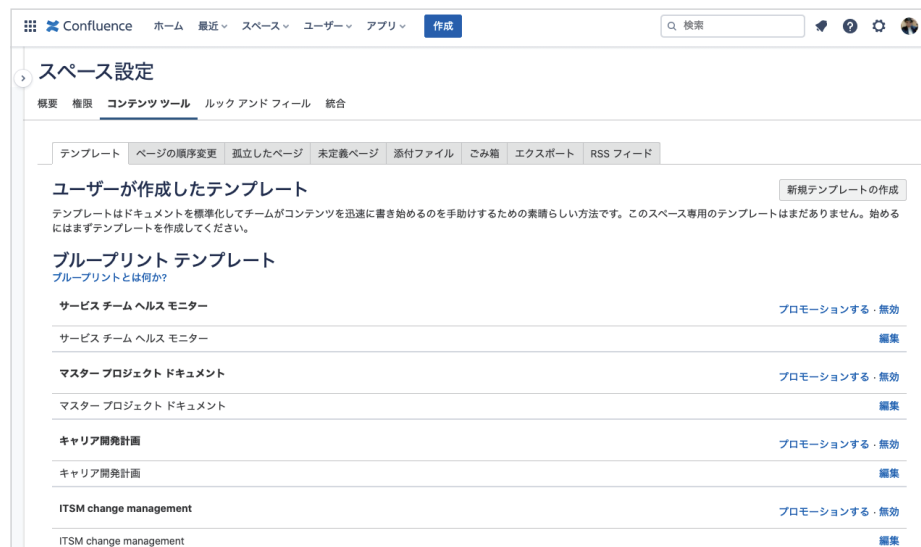 Confluence ホーム 最近 スペース ユーザー アプリ 作成 検索
スペース設定
概要 権限 コンテンツ ツール ルック アンド フィール 統合
テンプレート ページの順序変更 孤立したページ 未定義ページ 添付ファイル ごみ箱 エクスポート RSS フィード
ユーザーが作成したテンプレート 新規テンプレートの作成
テンプレートはドキュメントを標準化してチームがコンテンツを迅速に書き始めるのを手助けするための素晴らしい方法です。このスペース専用のテンプレートはまだありません。始める
にはまずテンプレートを作成してください。
ブループリント テンプレート
ブループリントとは何か?
サービス チーム ヘルス モニター プロモーションする · 無効
サービス チーム ヘルス モニター 編集
マスター プロジェクト ドキュメント プロモーションする · 無効
マスター プロジェクト ドキュメント 編集
キャリア開発計画 プロモーションする · 無効
キャリア開発計画 編集
ITSM change management プロモーションする · 無効
ITSM change management 編集